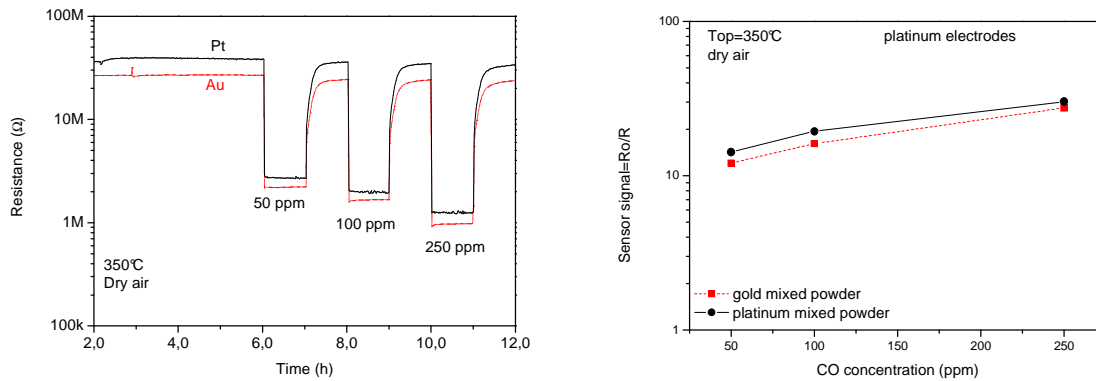 100M
10M
1M
100k
Resistance (Ω)
Pt
Au
50 ppm
100 ppm
250 ppm
350°C
Dry air
2,0 4,0 6,0 8,0 10,0 12,0
Time (h)
100
10
1
Sensor signal=Ro/R
Top=350°C platinum electrodes
dry air
gold mixed powder
platinum mixed powder
50 100 150 200 250
CO concentration (ppm)